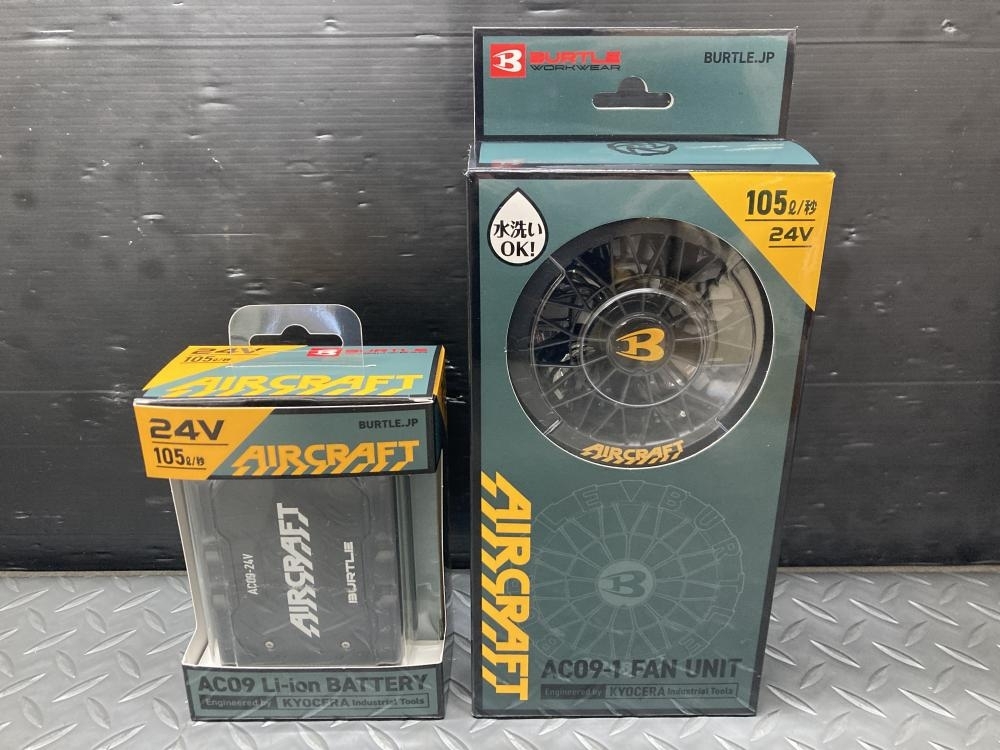 BURTLE
WORKWEAR
BURTLE.JP
水洗い
OK!
105ℓ/秒
24V
B
AIRCRAFT
AIRCRAFT
LEV BURTLE
B
AC09-1 FAN UNIT
Engineered by KYOCERA Industrial Tools
24V
105ℓ/秒
BURTLE
AIRCRAFT
24V
105ℓ/秒
BURTLE.JP
AIRCRAFT
AC09-24V
AIRCRAFT
BURTLE
AC09 Li-ion BATTERY
Engineered by KYOCERA Industrial Tools